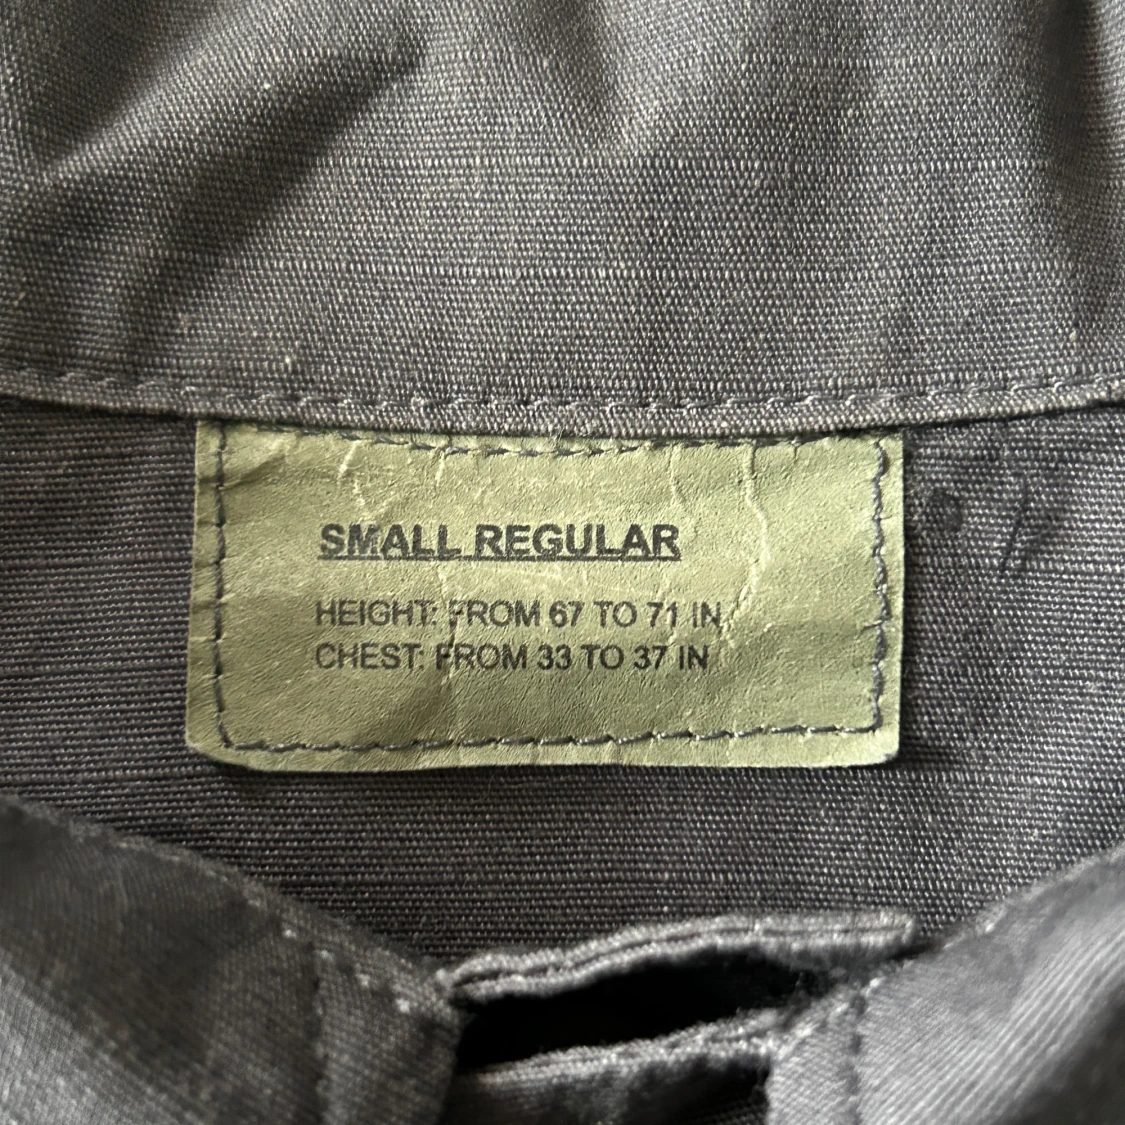 SMALL REGULAR
HEIGHT: FROM 67 TO 71 IN
CHEST: FROM 33 TO 37 IN